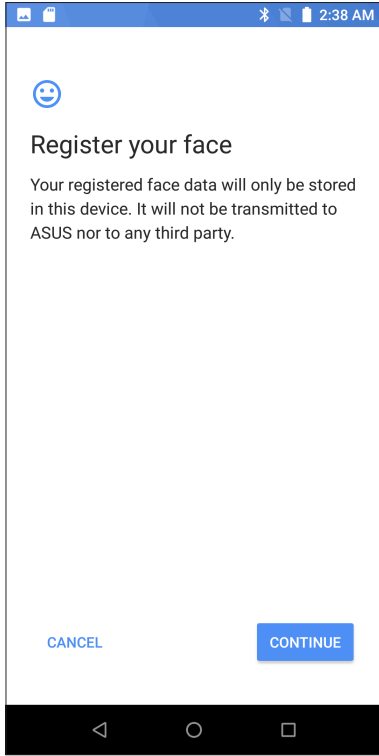 2:38 AM
Register your face
Your registered face data will only be stored
in this device. It will not be transmitted to
ASUS nor to any third party.
CANCEL
CONTINUE